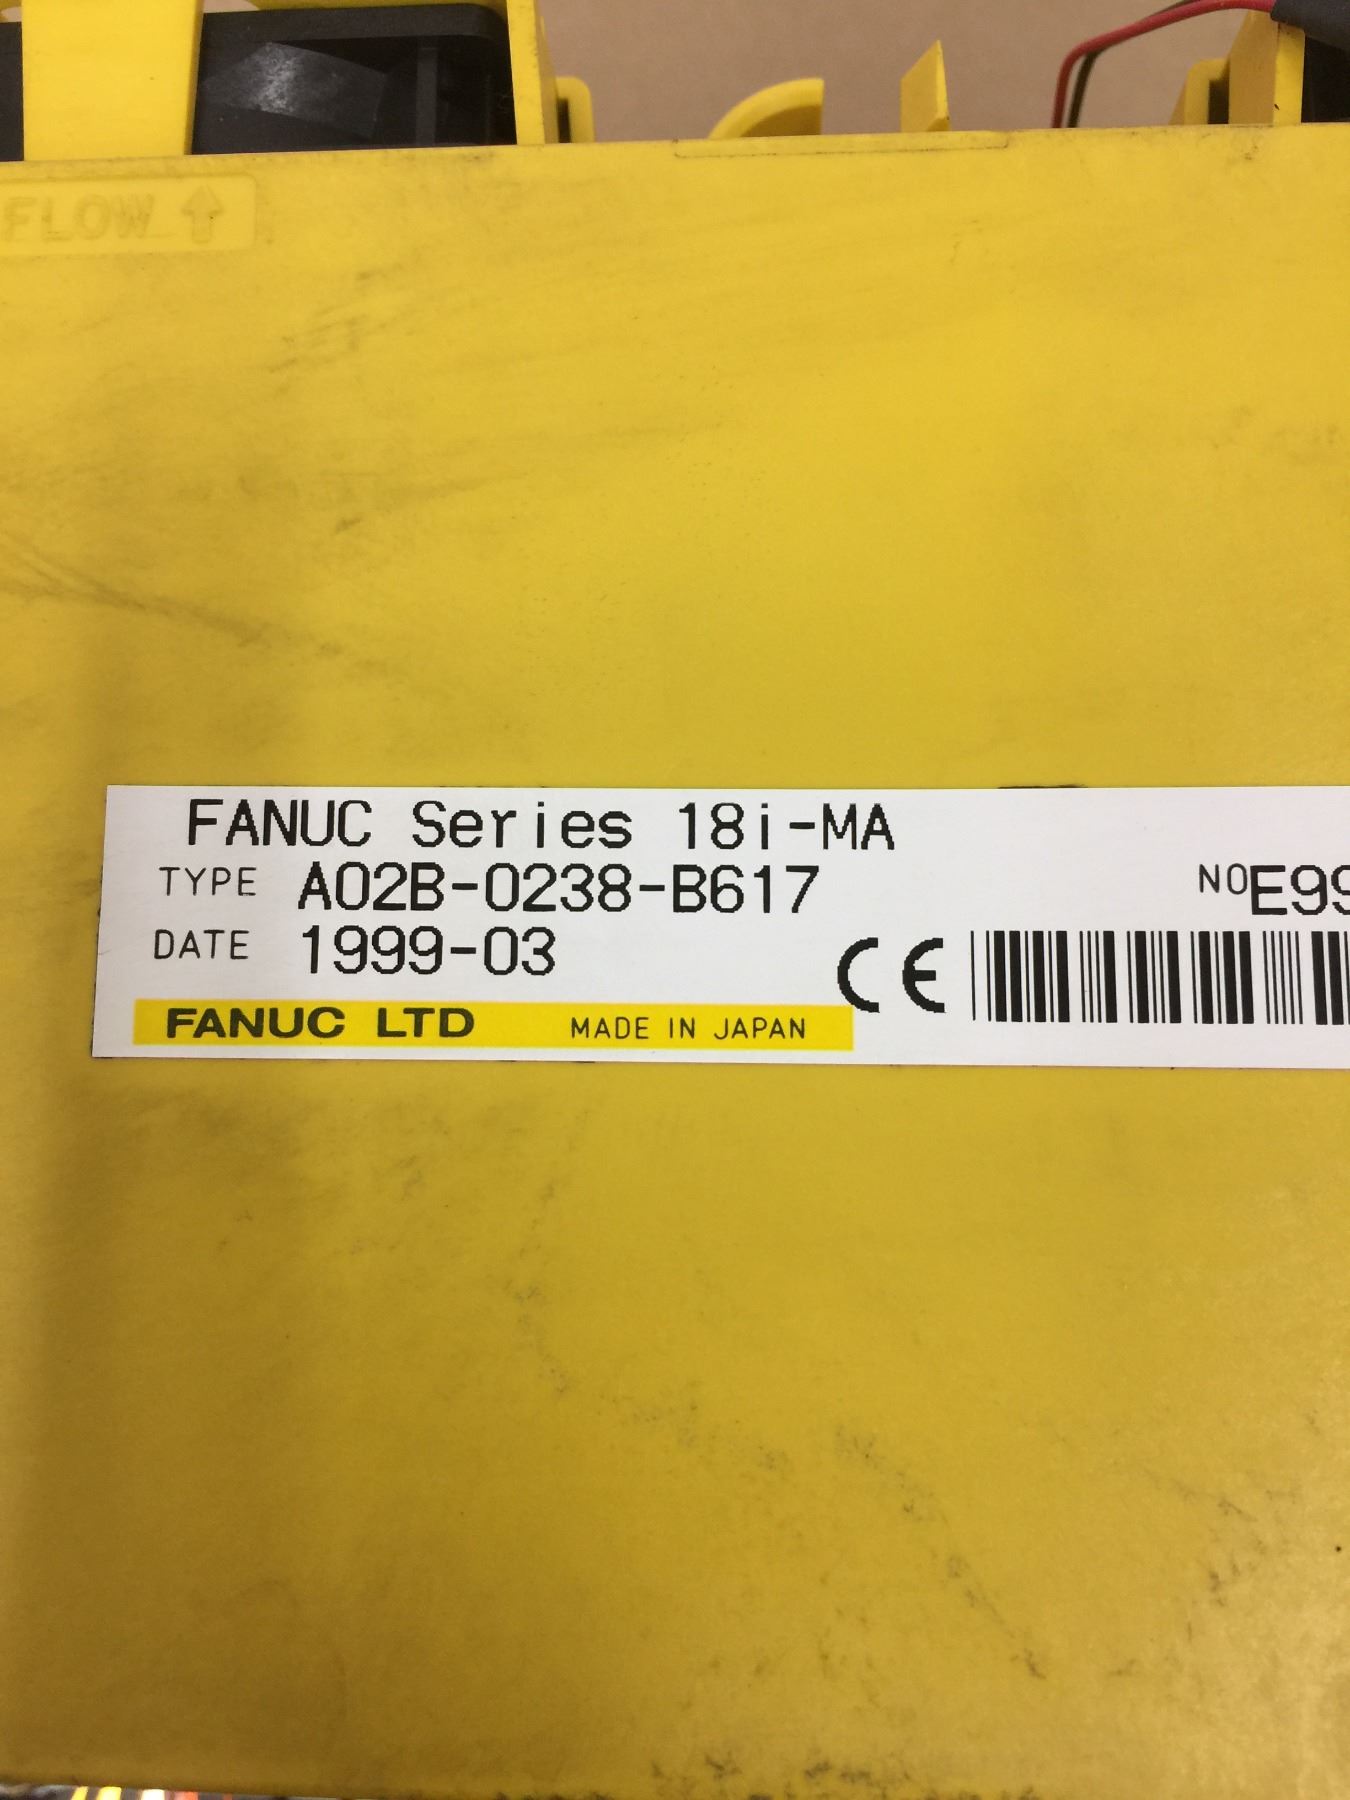 FLOW ↑
FANUC Series 18i-MA
TYPE A02B-0238-B617 NO E99
DATE 1999-03 CE
FANUC LTD MADE IN JAPAN